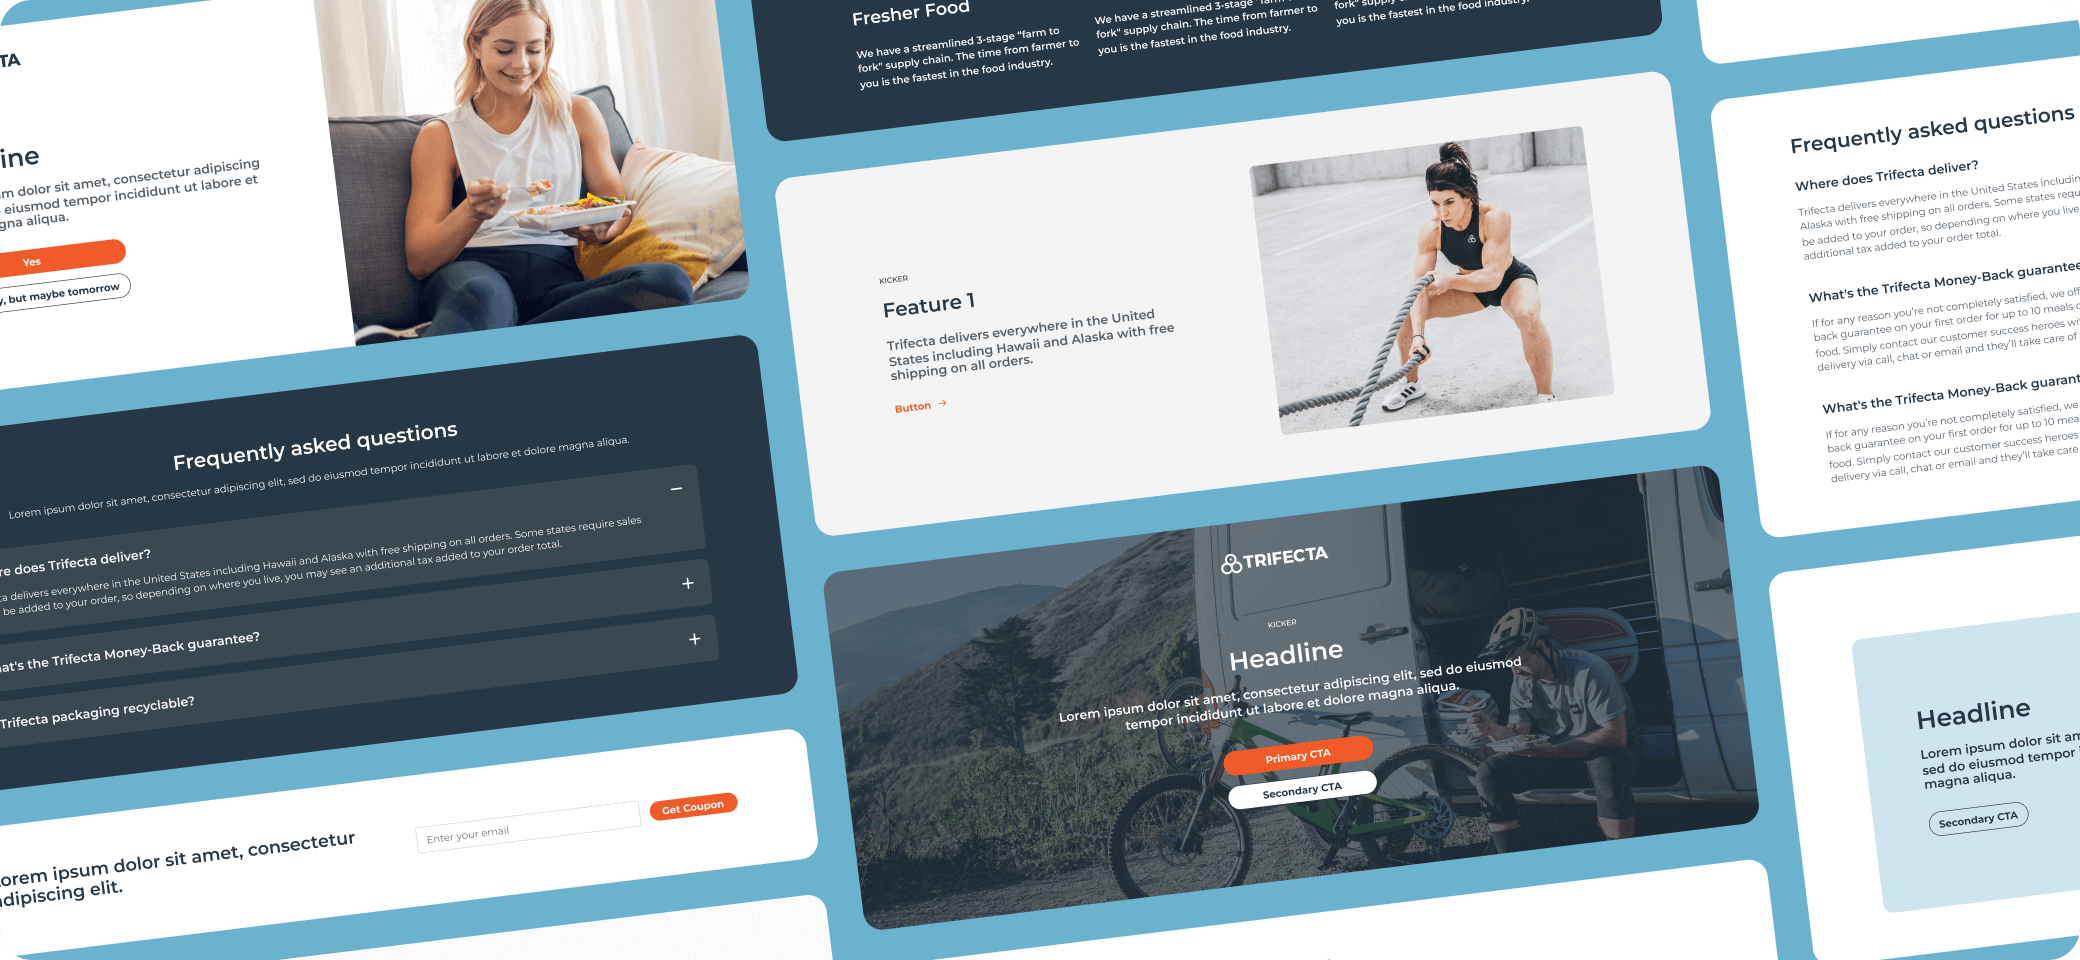 TA
ine
m dolor sit amet, consectetur adipiscing
eiusmod tempor incididunt ut labore et
gna aliqua.
Yes
y, but maybe tomorrow
Frequently asked questions
Lorem ipsum dolor sit amet, consectetur adipiscing elit, sed do eiusmod tempor incididunt ut labore et dolore magna aliqua.
re does Trifecta deliver?
ta delivers everywhere in the United States including Hawaii and Alaska with free shipping on all orders. Some states require sales
be added to your order, so depending on where you live, you may see an additional tax added to your order total.
at's the Trifecta Money-Back guarantee?
Trifecta packaging recyclable?
orem ipsum dolor sit amet, consectetur
adipiscing elit.
Enter your email
Get Coupon
Fresher Food
We have a streamlined 3-stage "farm to
fork" supply chain. The time from farmer to
you is the fastest in the food industry.
We have a streamlined 3-stage "farm to
fork" supply chain. The time from farmer to
you is the fastest in the food industry.
fork" supply
you is the fastest in the food industry.
KICKER
Feature 1
Trifecta delivers everywhere in the United
States including Hawaii and Alaska with free
shipping on all orders.
Button →
TRIFECTA
KICKER
Headline
Lorem ipsum dolor sit amet, consectetur adipiscing elit, sed do eiusmod
tempor incididunt ut labore et dolore magna aliqua.
Primary CTA
Secondary CTA
Frequently asked questions
Where does Trifecta deliver?
Trifecta delivers everywhere in the United States includin
Alaska with free shipping on all orders. Some states requ
be added to your order, so depending on where you live
additional tax added to your order total.
What's the Trifecta Money-Back guarantee
If for any reason you're not completely satisfied, we off
back guarantee on your first order for up to 10 meals o
food. Simply contact our customer success heroes wi
delivery via call, chat or email and they'll take care of
What's the Trifecta Money-Back guarant
If for any reason you're not completely satisfied, we
back guarantee on your first order for up to 10 mea
food. Simply contact our customer success heroes
delivery via call, chat or email and they'll take care
Headline
Lorem ipsum dolor sit am
sed do eiusmod tempor i
magna aliqua.
Secondary CTA